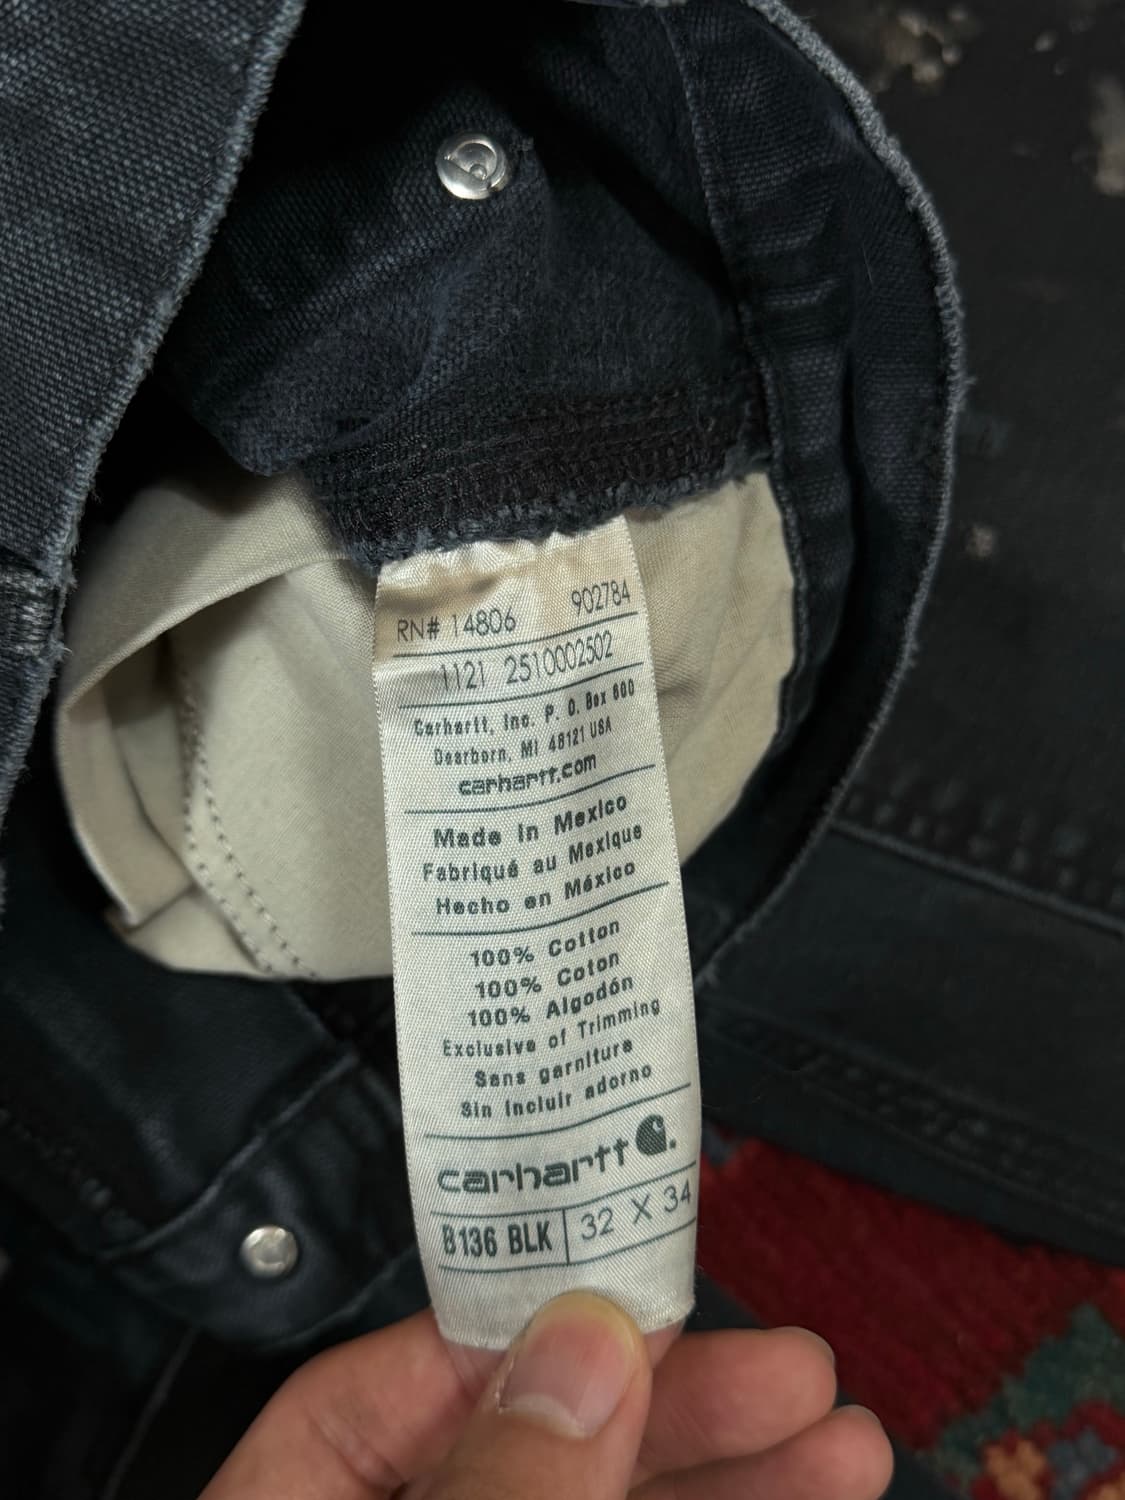 RN# 14806 902784
1121 2510002502
Carhartt, Inc. P. O. Box 600
Dearborn, MI 48121 USA
carhartt.com
Made in Mexico
Fabriqué au Mexique
Hecho en México
100% Cotton
100% Coton
100% Algodón
Exclusive of Trimming
Sans garniture
Sin incluir adorno
carhartt
B136 BLK 32 X 34